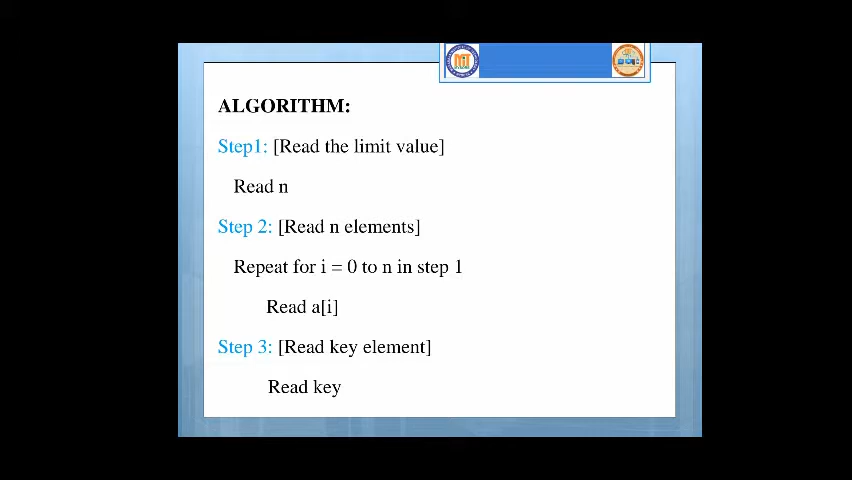 ALGORITHM:
Step1: [Read the limit value]
Read n
Step 2: [Read n elements]
Repeat for i = 0 to n in step 1
Read a[i]
Step 3: [Read key element]
Read key